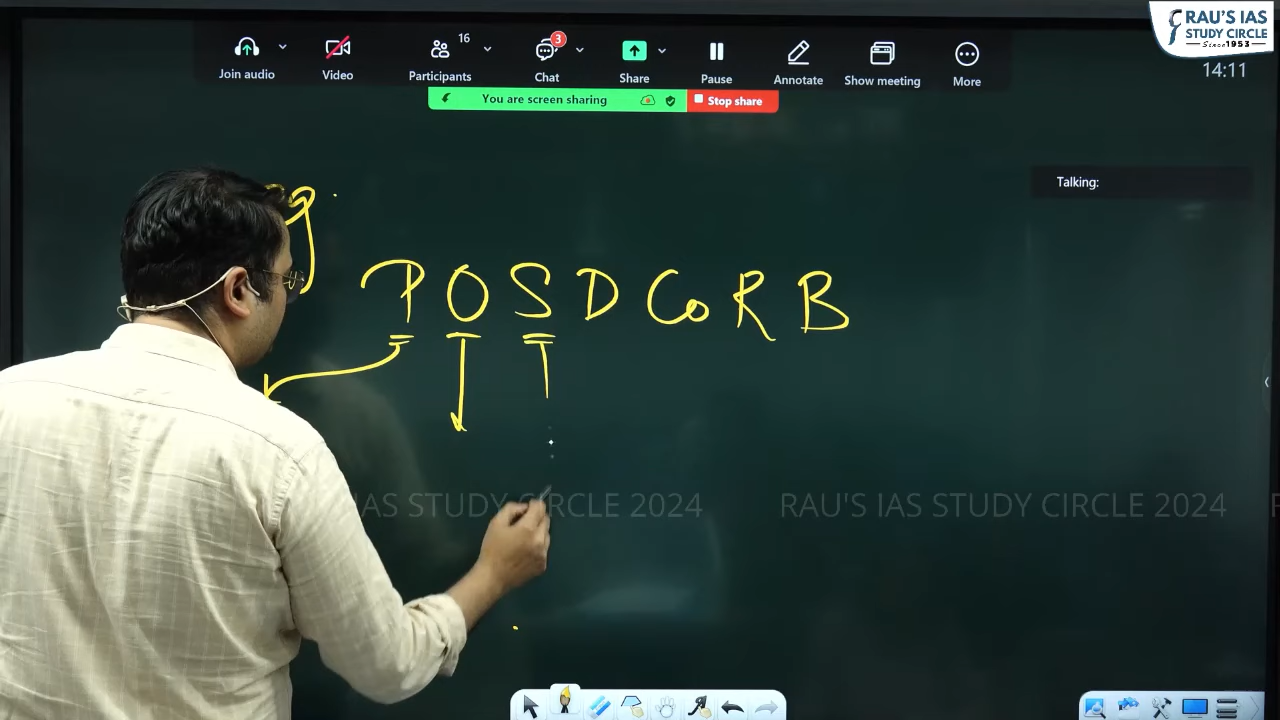 RAU'S IAS
STUDY CIRCLE
Since 1953
14:11
16
3
Join audio Video Participants Chat Share Pause Annotate Show meeting More
You are screen sharing Stop share
Talking:
g
P O S D Co R B
IAS STUDY CIRCLE 2024 RAU'S IAS STUDY CIRCLE 2024